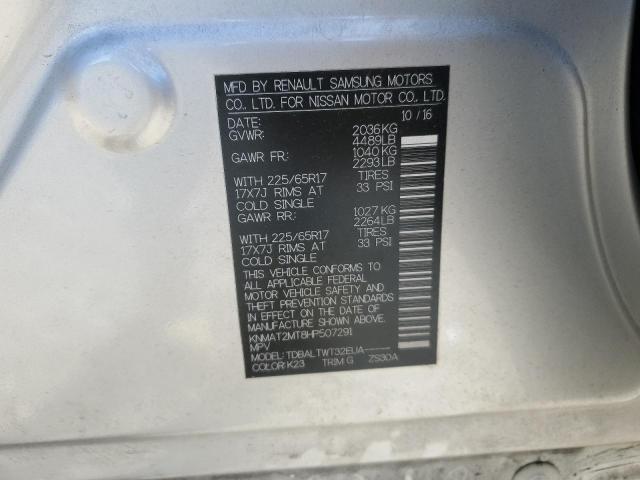 MFD BY RENAULT SAMSUNG MOTORS
CO., LTD. FOR NISSAN MOTOR CO., LTD.
DATE: 10/16
GVWR: 2036KG
4489LB
GAWR FR: 1040KG
2293LB
WITH 225/65R17 TIRES
17X7J RIMS AT 33 PSI
COLD SINGLE
GAWR RR: 1027KG
2264LB
WITH 225/65R17 TIRES
17X7J RIMS AT 33 PSI
COLD SINGLE
THIS VEHICLE CONFORMS TO
ALL APPLICABLE FEDERAL
MOTOR VEHICLE SAFETY AND
THEFT PREVENTION STANDARDS
IN EFFECT ON THE DATE OF
MANUFACTURE SHOWN ABOVE.
KNMAT2MT8HP507291
MPV
MODEL: TDBALTWT32EUA-----
COLOR:K23 TRIM:G ZS30A